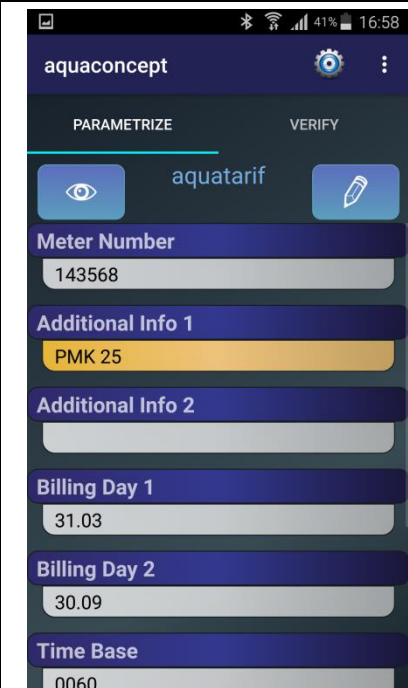 41% 16:58
aquaconcept
PARAMETRIZE VERIFY
aquatarif
Meter Number
143568
Additional Info 1
PMK 25
Additional Info 2
Billing Day 1
31.03
Billing Day 2
30.09
Time Base
0060